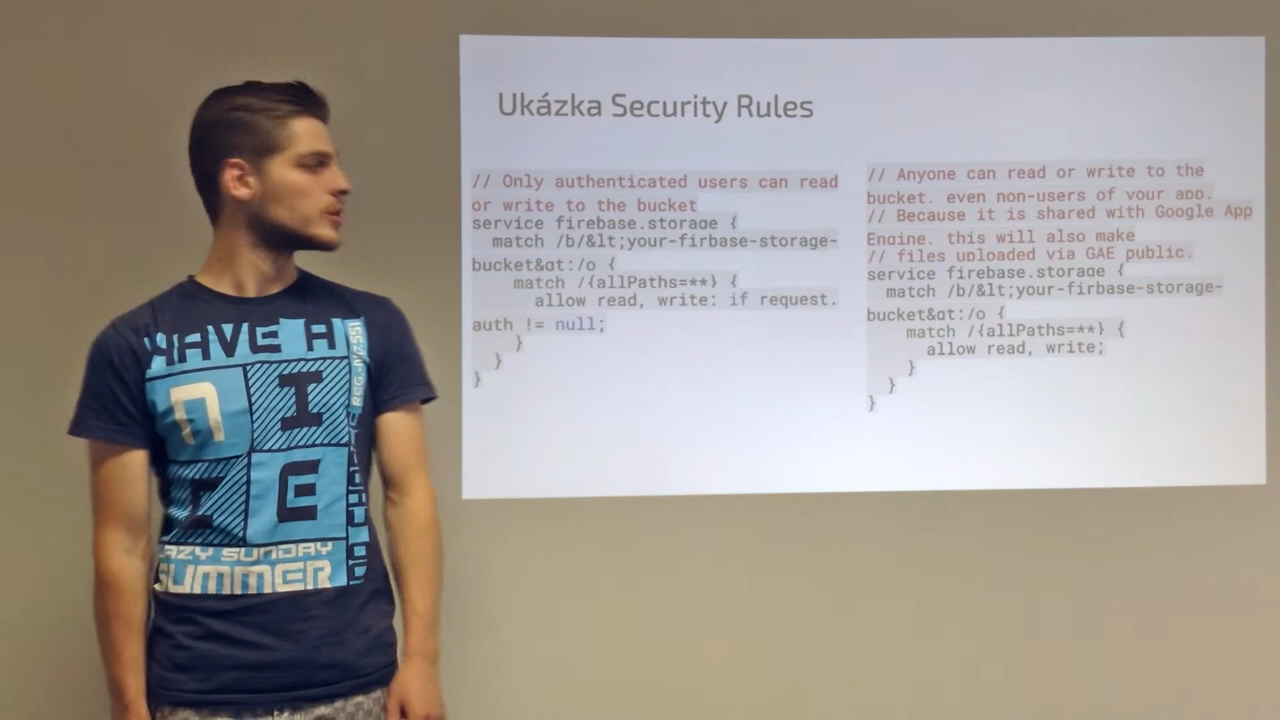 Ukázka Security Rules
// Only authenticated users can read
or write to the bucket
service firebase.storage {
match /b/&lt;your-firbase-storage-
bucket&gt;/o {
match /{allPaths=**} {
allow read, write: if request.
auth != null;
}
}
}
// Anyone can read or write to the
bucket, even non-users of your app.
// Because it is shared with Google App
Engine, this will also make
// files uploaded via GAE public.
service firebase.storage {
match /b/&lt;your-firbase-storage-
bucket&gt;/o {
match /{allPaths=**} {
allow read, write;
}
}
}
HAVE A
NI
CE
LAZY SUNDAY
SUMMER